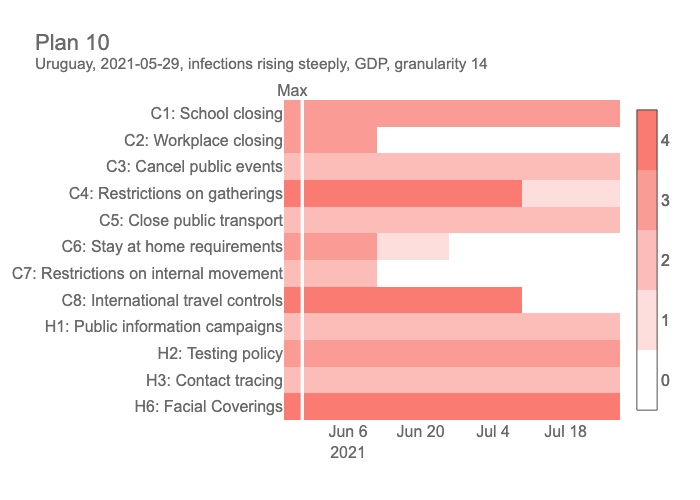 Plan 10
Uruguay, 2021-05-29, infections rising steeply, GDP, granularity 14
Max
C1: School closing
C2: Workplace closing
C3: Cancel public events
C4: Restrictions on gatherings
C5: Close public transport
C6: Stay at home requirements
C7: Restrictions on internal movement
C8: International travel controls
H1: Public information campaigns
H2: Testing policy
H3: Contact tracing
H6: Facial Coverings
Jun 6 Jun 20 Jul 4 Jul 18
2021
4
3
2
1
0